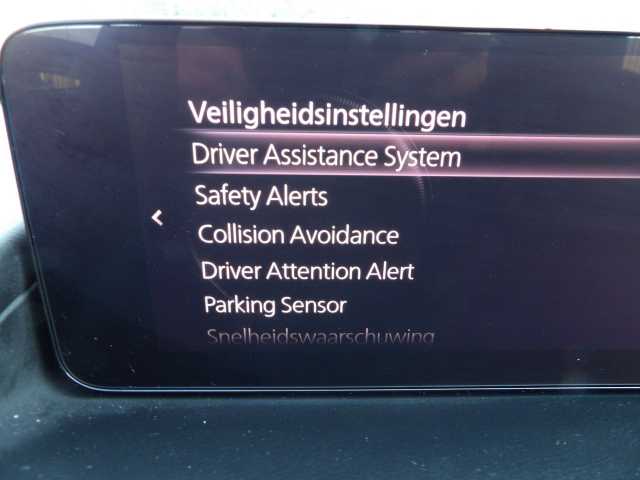 Veiligheidsinstellingen
Driver Assistance System
Safety Alerts
Collision Avoidance
Driver Attention Alert
Parking Sensor
Snelheidswaarschuwing